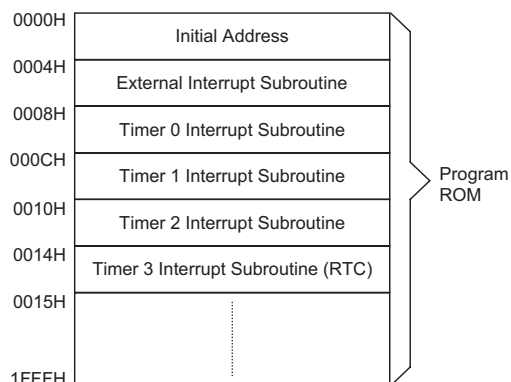 0000H
Initial Address
0004H
External Interrupt Subroutine
0008H
Timer 0 Interrupt Subroutine
000CH
Timer 1 Interrupt Subroutine
Program
ROM
0010H
Timer 2 Interrupt Subroutine
0014H
Timer 3 Interrupt Subroutine (RTC)
0015H
1FFFH